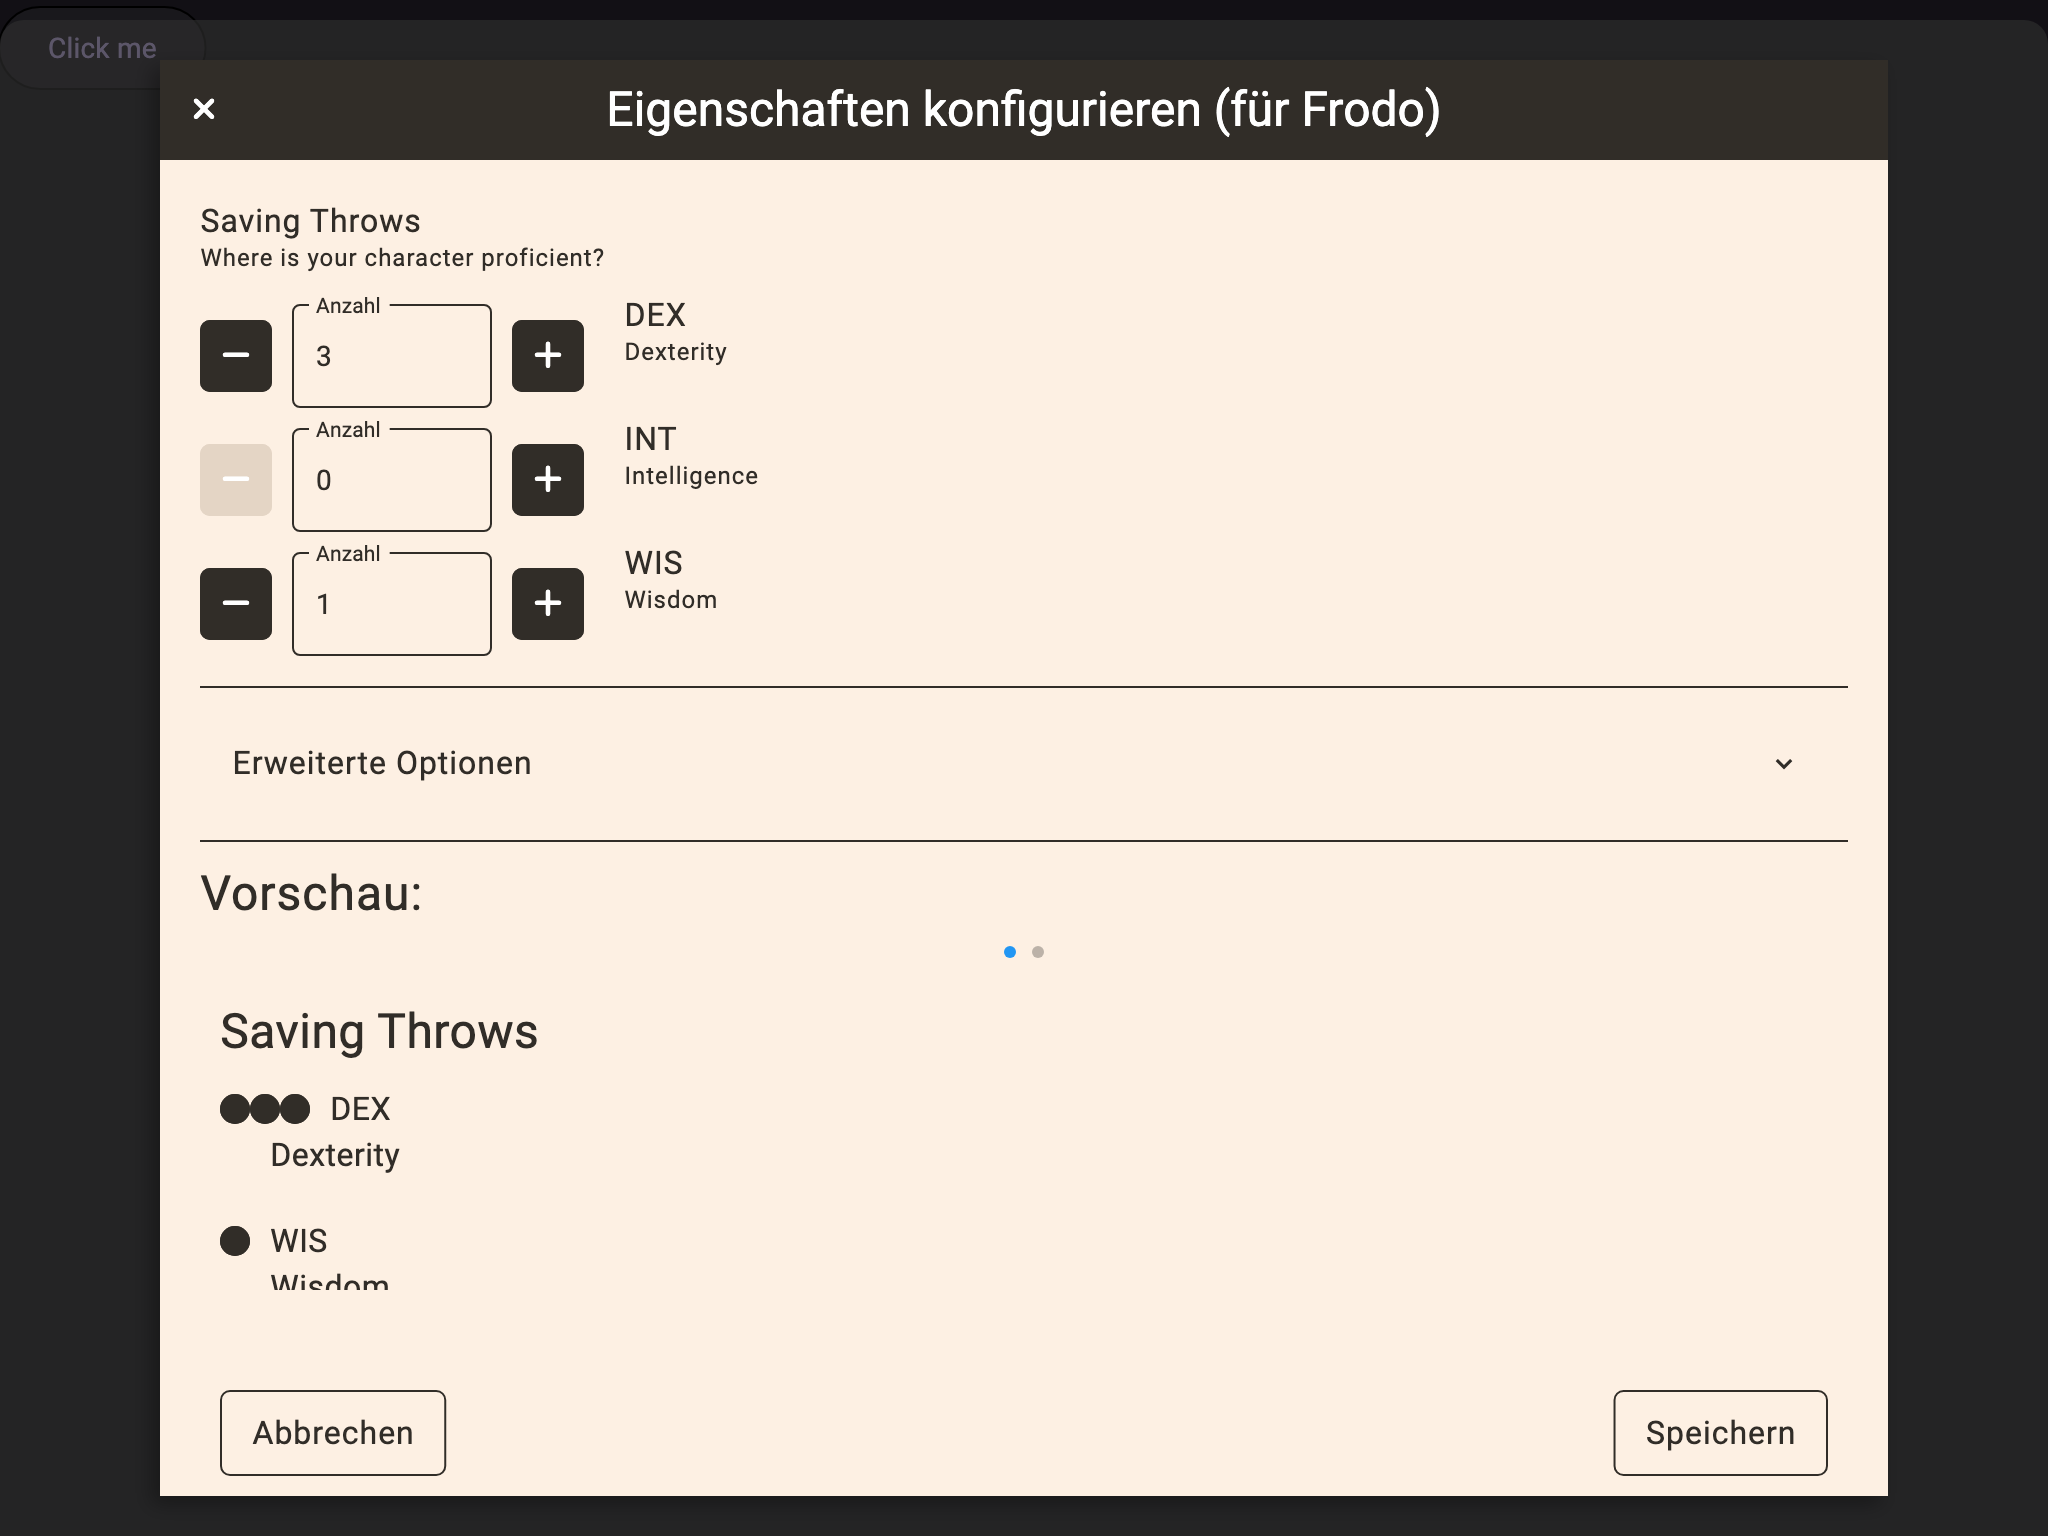 Click me
Eigenschaften konfigurieren (für Frodo)
Saving Throws
Where is your character proficient?
Anzahl
3
DEX
Dexterity
Anzahl
0
INT
Intelligence
Anzahl
1
WIS
Wisdom
Erweiterte Optionen
Vorschau:
Saving Throws
DEX
Dexterity
WIS
Wisdom
Abbrechen
Speichern